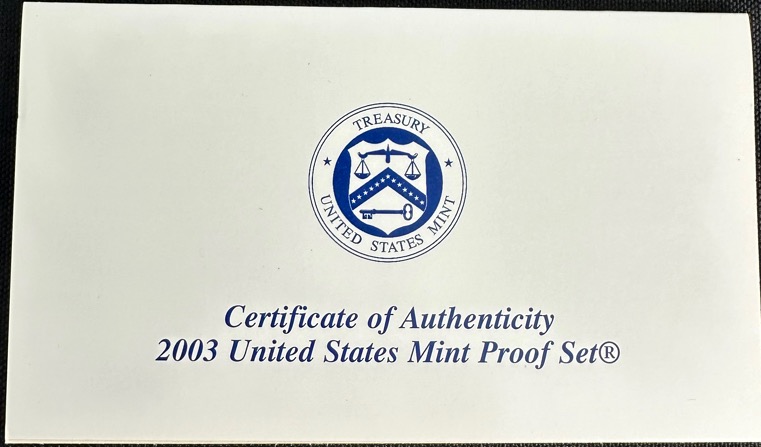 TREASURY
UNITED STATES MINT
Certificate of Authenticity
2003 United States Mint Proof Set®